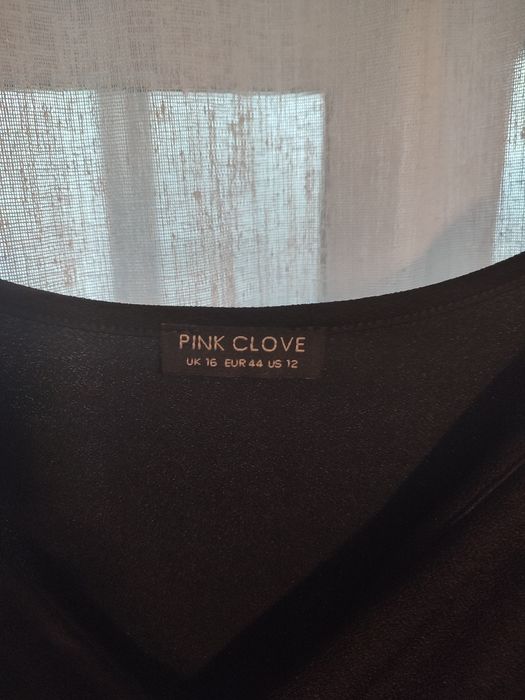 PINK CLOVE
UK 16 EUR 44 US 12